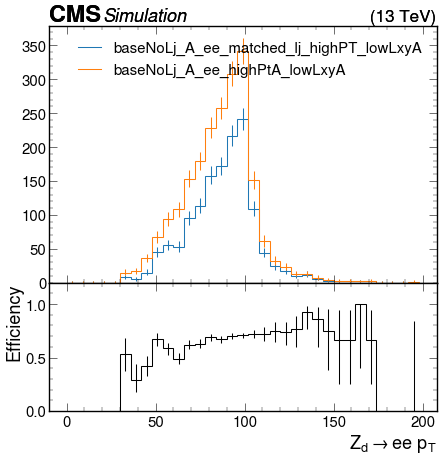 CMS Simulation (13 TeV)
baseNoLj_A_ee_matched_lj_highPT_lowLxyA
baseNoLj_A_ee_highPtA_lowLxyA
350
300
250
200
150
100
50
0
Efficiency
1.0
0.5
0.0
0 50 100 150 200
Z_d → ee p_T